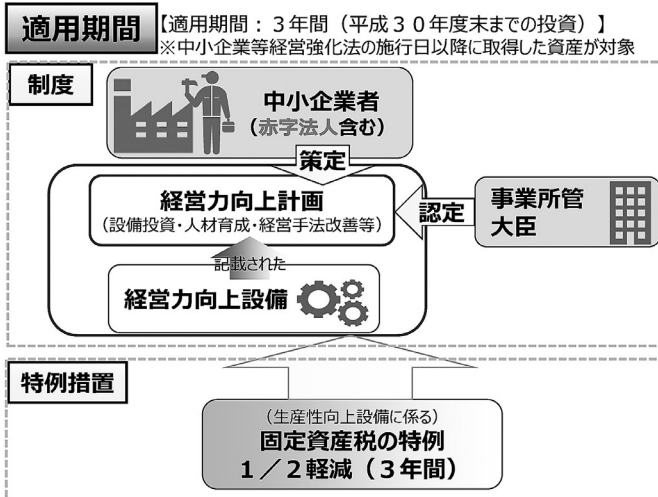 適用期間
【適用期間：３年間（平成３０年度末までの投資）】
※中小企業等経営強化法の施行日以降に取得した資産が対象
制度
中小企業者
（赤字法人含む）
策定
経営力向上計画
（設備投資・人材育成・経営手法改善等）
認定
事業所管
大臣
記載された
経営力向上設備
特例措置
（生産性向上設備に係る）
固定資産税の特例
１／２軽減（３年間）